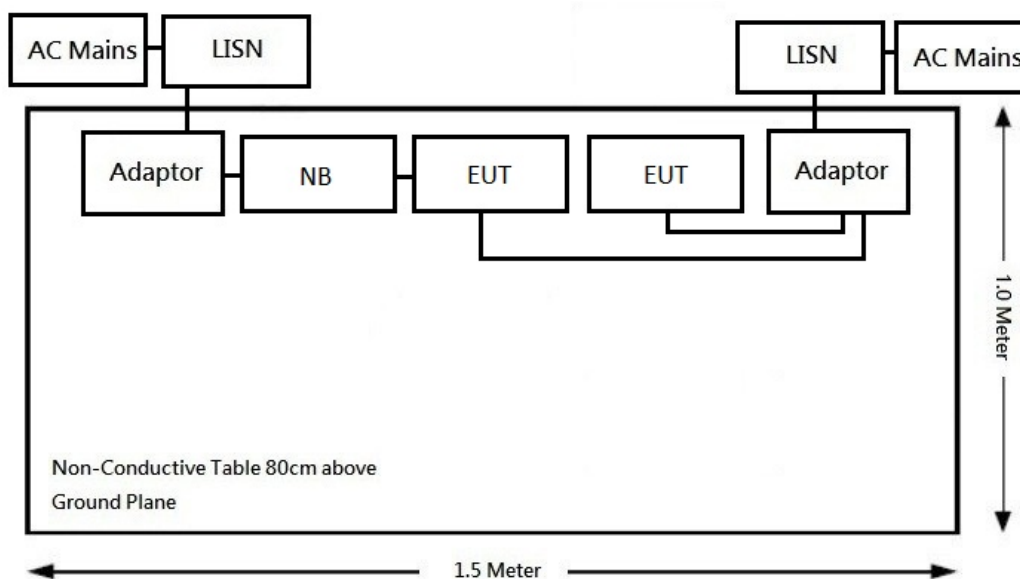 AC Mains
LISN
LISN
AC Mains
Adaptor
NB
EUT
EUT
Adaptor
1.0 Meter
Non-Conductive Table 80cm above
Ground Plane
1.5 Meter